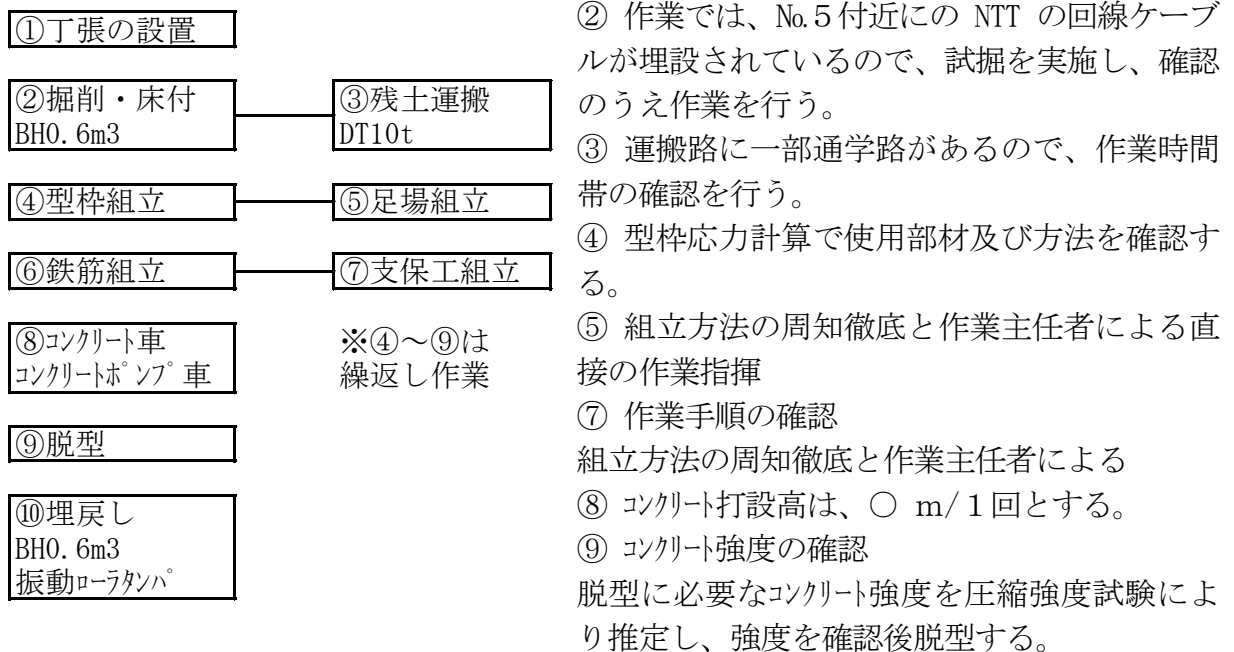 ①丁張の設置
②掘削・床付
BH0.6m3
③残土運搬
DT10t
④型枠組立
⑤足場組立
⑥鉄筋組立
⑦支保工組立
⑧ｺﾝｸﾘｰﾄ車
ｺﾝｸﾘｰﾄﾎﾟﾝﾌﾟ車
※④～⑨は
繰返し作業
⑨脱型
⑩埋戻し
BH0.6m3
振動ﾛｰﾗﾀﾝﾊﾟ
② 作業では、№５付近にの NTT の回線ケーブ
ルが埋設されているので、試掘を実施し、確認
のうえ作業を行う。
③ 運搬路に一部通学路があるので、作業時間
帯の確認を行う。
④ 型枠応力計算で使用部材及び方法を確認す
る。
⑤ 組立方法の周知徹底と作業主任者による直
接の作業指揮
⑦ 作業手順の確認
組立方法の周知徹底と作業主任者による
⑧ ｺﾝｸﾘｰﾄ打設高は、○ ｍ/１回とする。
⑨ ｺﾝｸﾘｰﾄ強度の確認
脱型に必要なｺﾝｸﾘｰﾄ強度を圧縮強度試験によ
り推定し、強度を確認後脱型する。